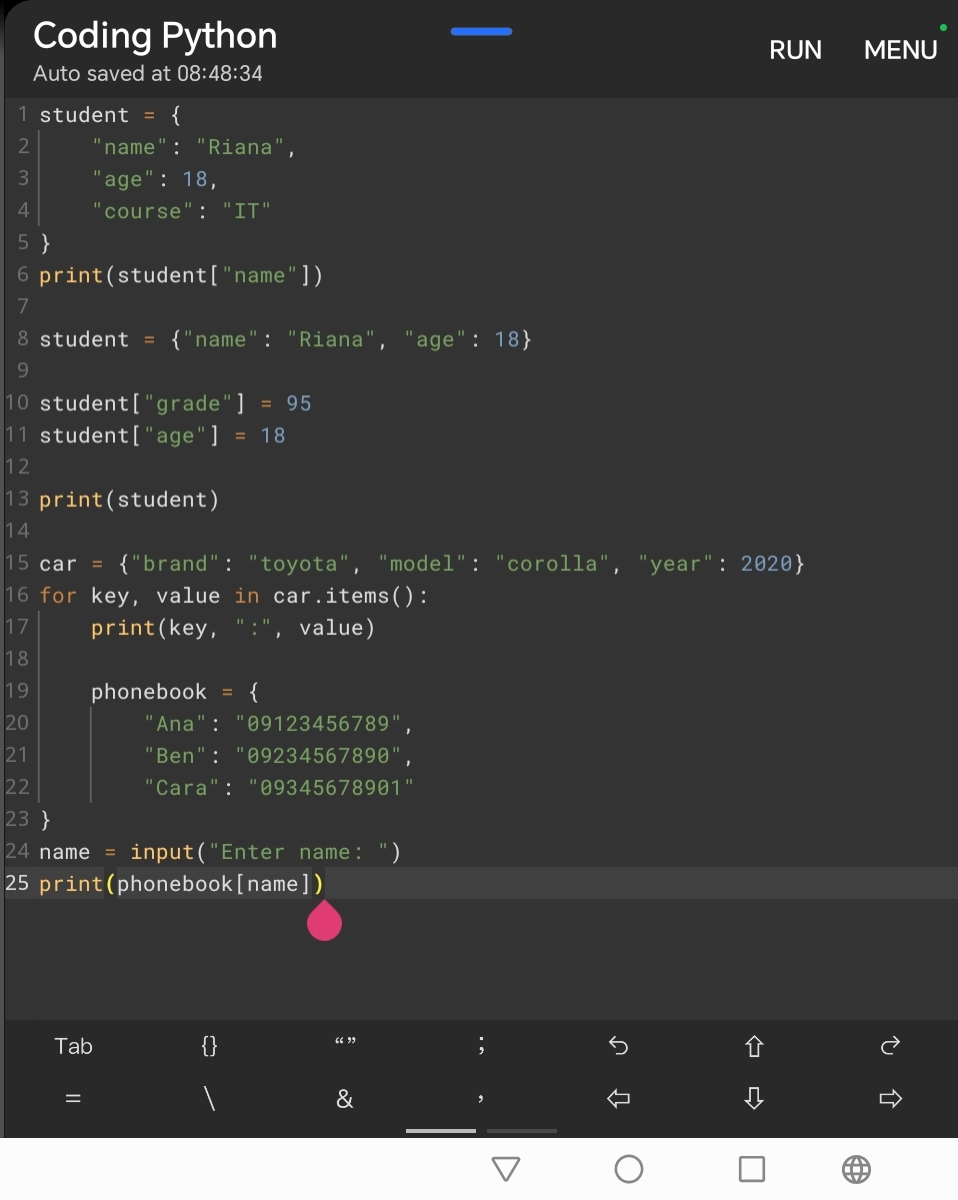 Coding Python
Auto saved at 08:48:34
RUN MENU
1 student = {
2     "name": "Riana",
3     "age": 18,
4     "course": "IT"
5 }
6 print(student["name"])
7
8 student = {"name": "Riana", "age": 18}
9
10 student["grade"] = 95
11 student["age"] = 18
12
13 print(student)
14
15 car = {"brand": "toyota", "model": "corolla", "year": 2020}
16 for key, value in car.items():
17     print(key, ":", value)
18
19     phonebook = {
20         "Ana": "09123456789",
21         "Ben": "09234567890",
22         "Cara": "09345678901"
23 }
24 name = input("Enter name: ")
25 print(phonebook[name])
Tab {} “” ;
= \ & ,